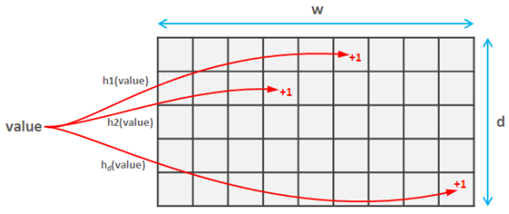 w
h1(value)
+1
+1
value
h2(value)
d
hd(value)
+1